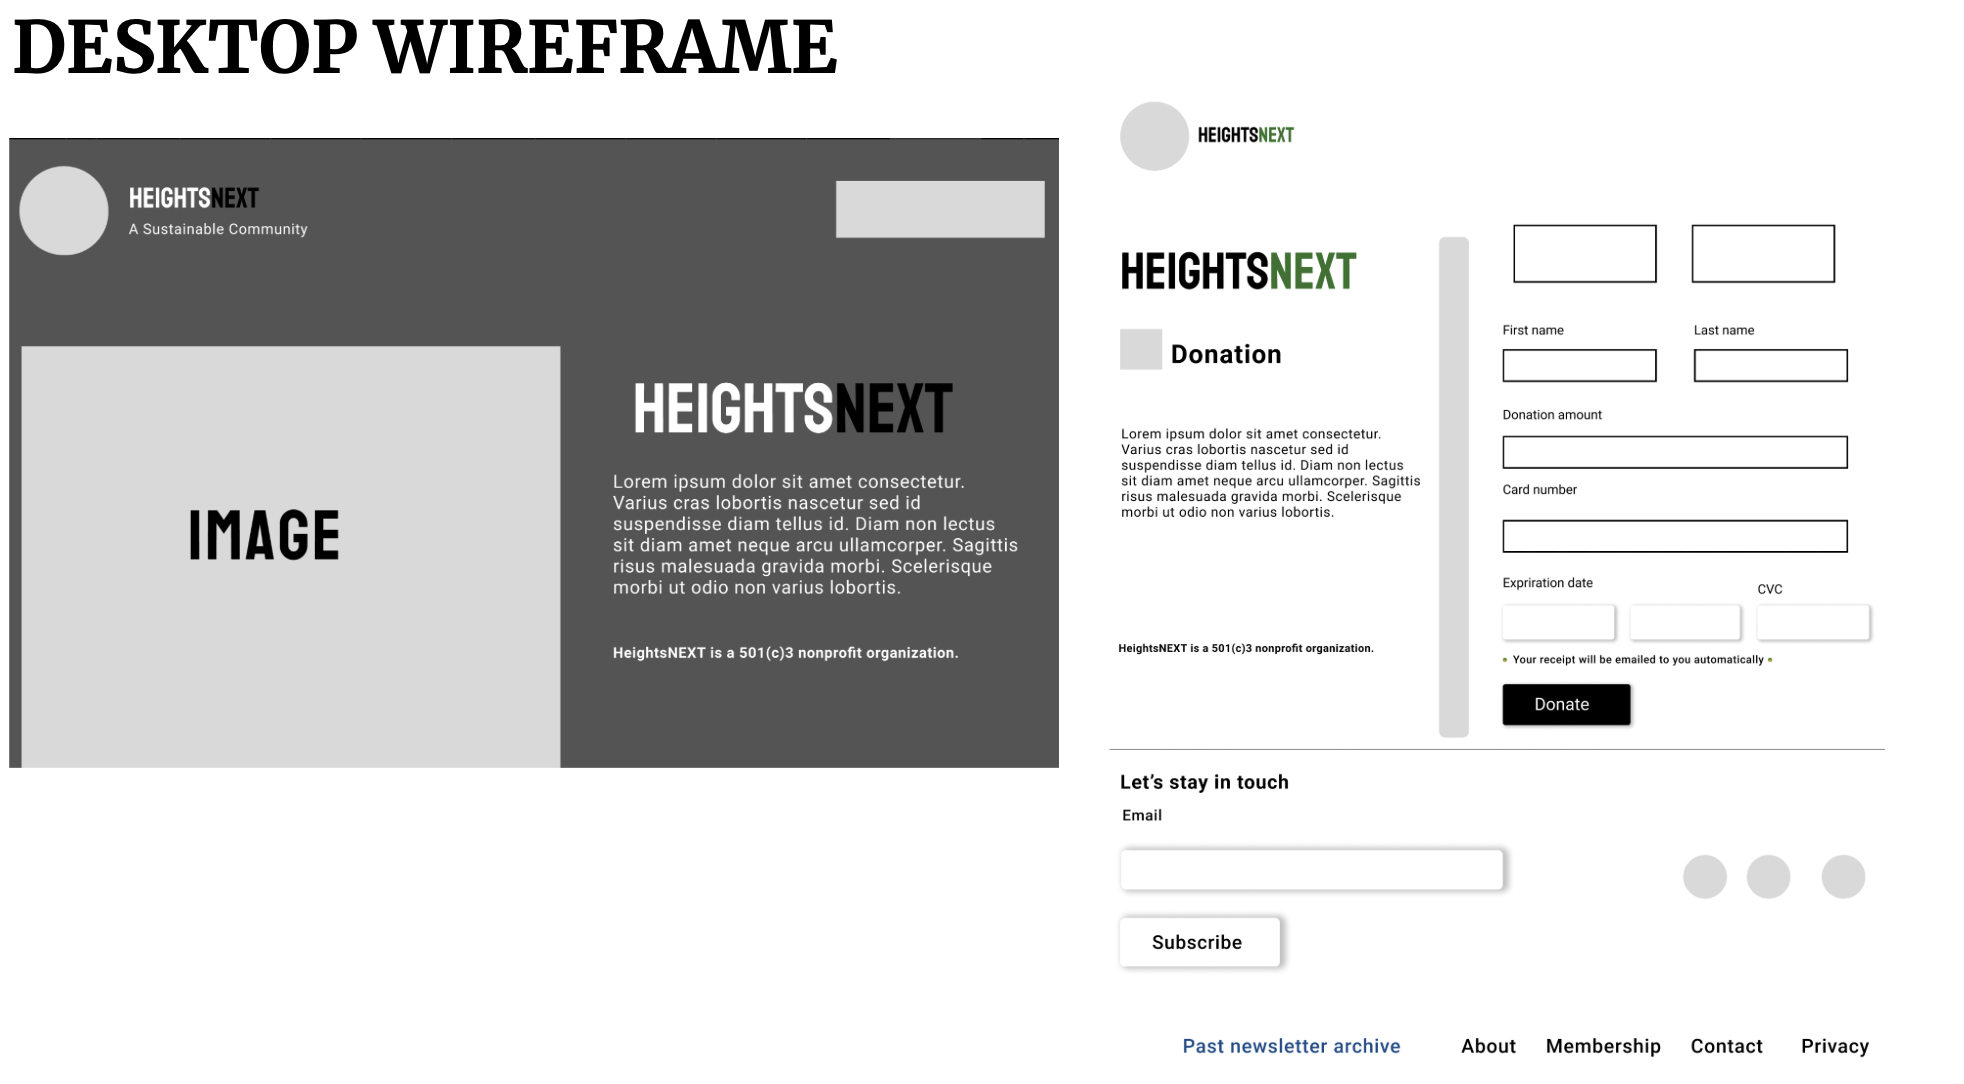 DESKTOP WIREFRAME
HEIGHTSNEXT
A Sustainable Community
IMAGE
HEIGHTSNEXT
Lorem ipsum dolor sit amet consectetur.
Varius cras lobortis nascetur sed id
suspendisse diam tellus id. Diam non lectus
sit diam amet neque arcu ullamcorper. Sagittis
risus malesuada gravida morbi. Scelerisque
morbi ut odio non varius lobortis.
HeightsNEXT is a 501(c)3 nonprofit organization.
HEIGHTSNEXT
HEIGHTSNEXT
Donation
Lorem ipsum dolor sit amet consectetur.
Varius cras lobortis nascetur sed id
suspendisse diam tellus id. Diam non lectus
sit diam amet neque arcu ullamcorper. Sagittis
risus malesuada gravida morbi. Scelerisque
morbi ut odio non varius lobortis.
HeightsNEXT is a 501(c)3 nonprofit organization.
First name
Last name
Donation amount
Card number
Expriration date
CVC
• Your receipt will be emailed to you automatically •
Donate
Let’s stay in touch
Email
Subscribe
Past newsletter archive
About
Membership
Contact
Privacy